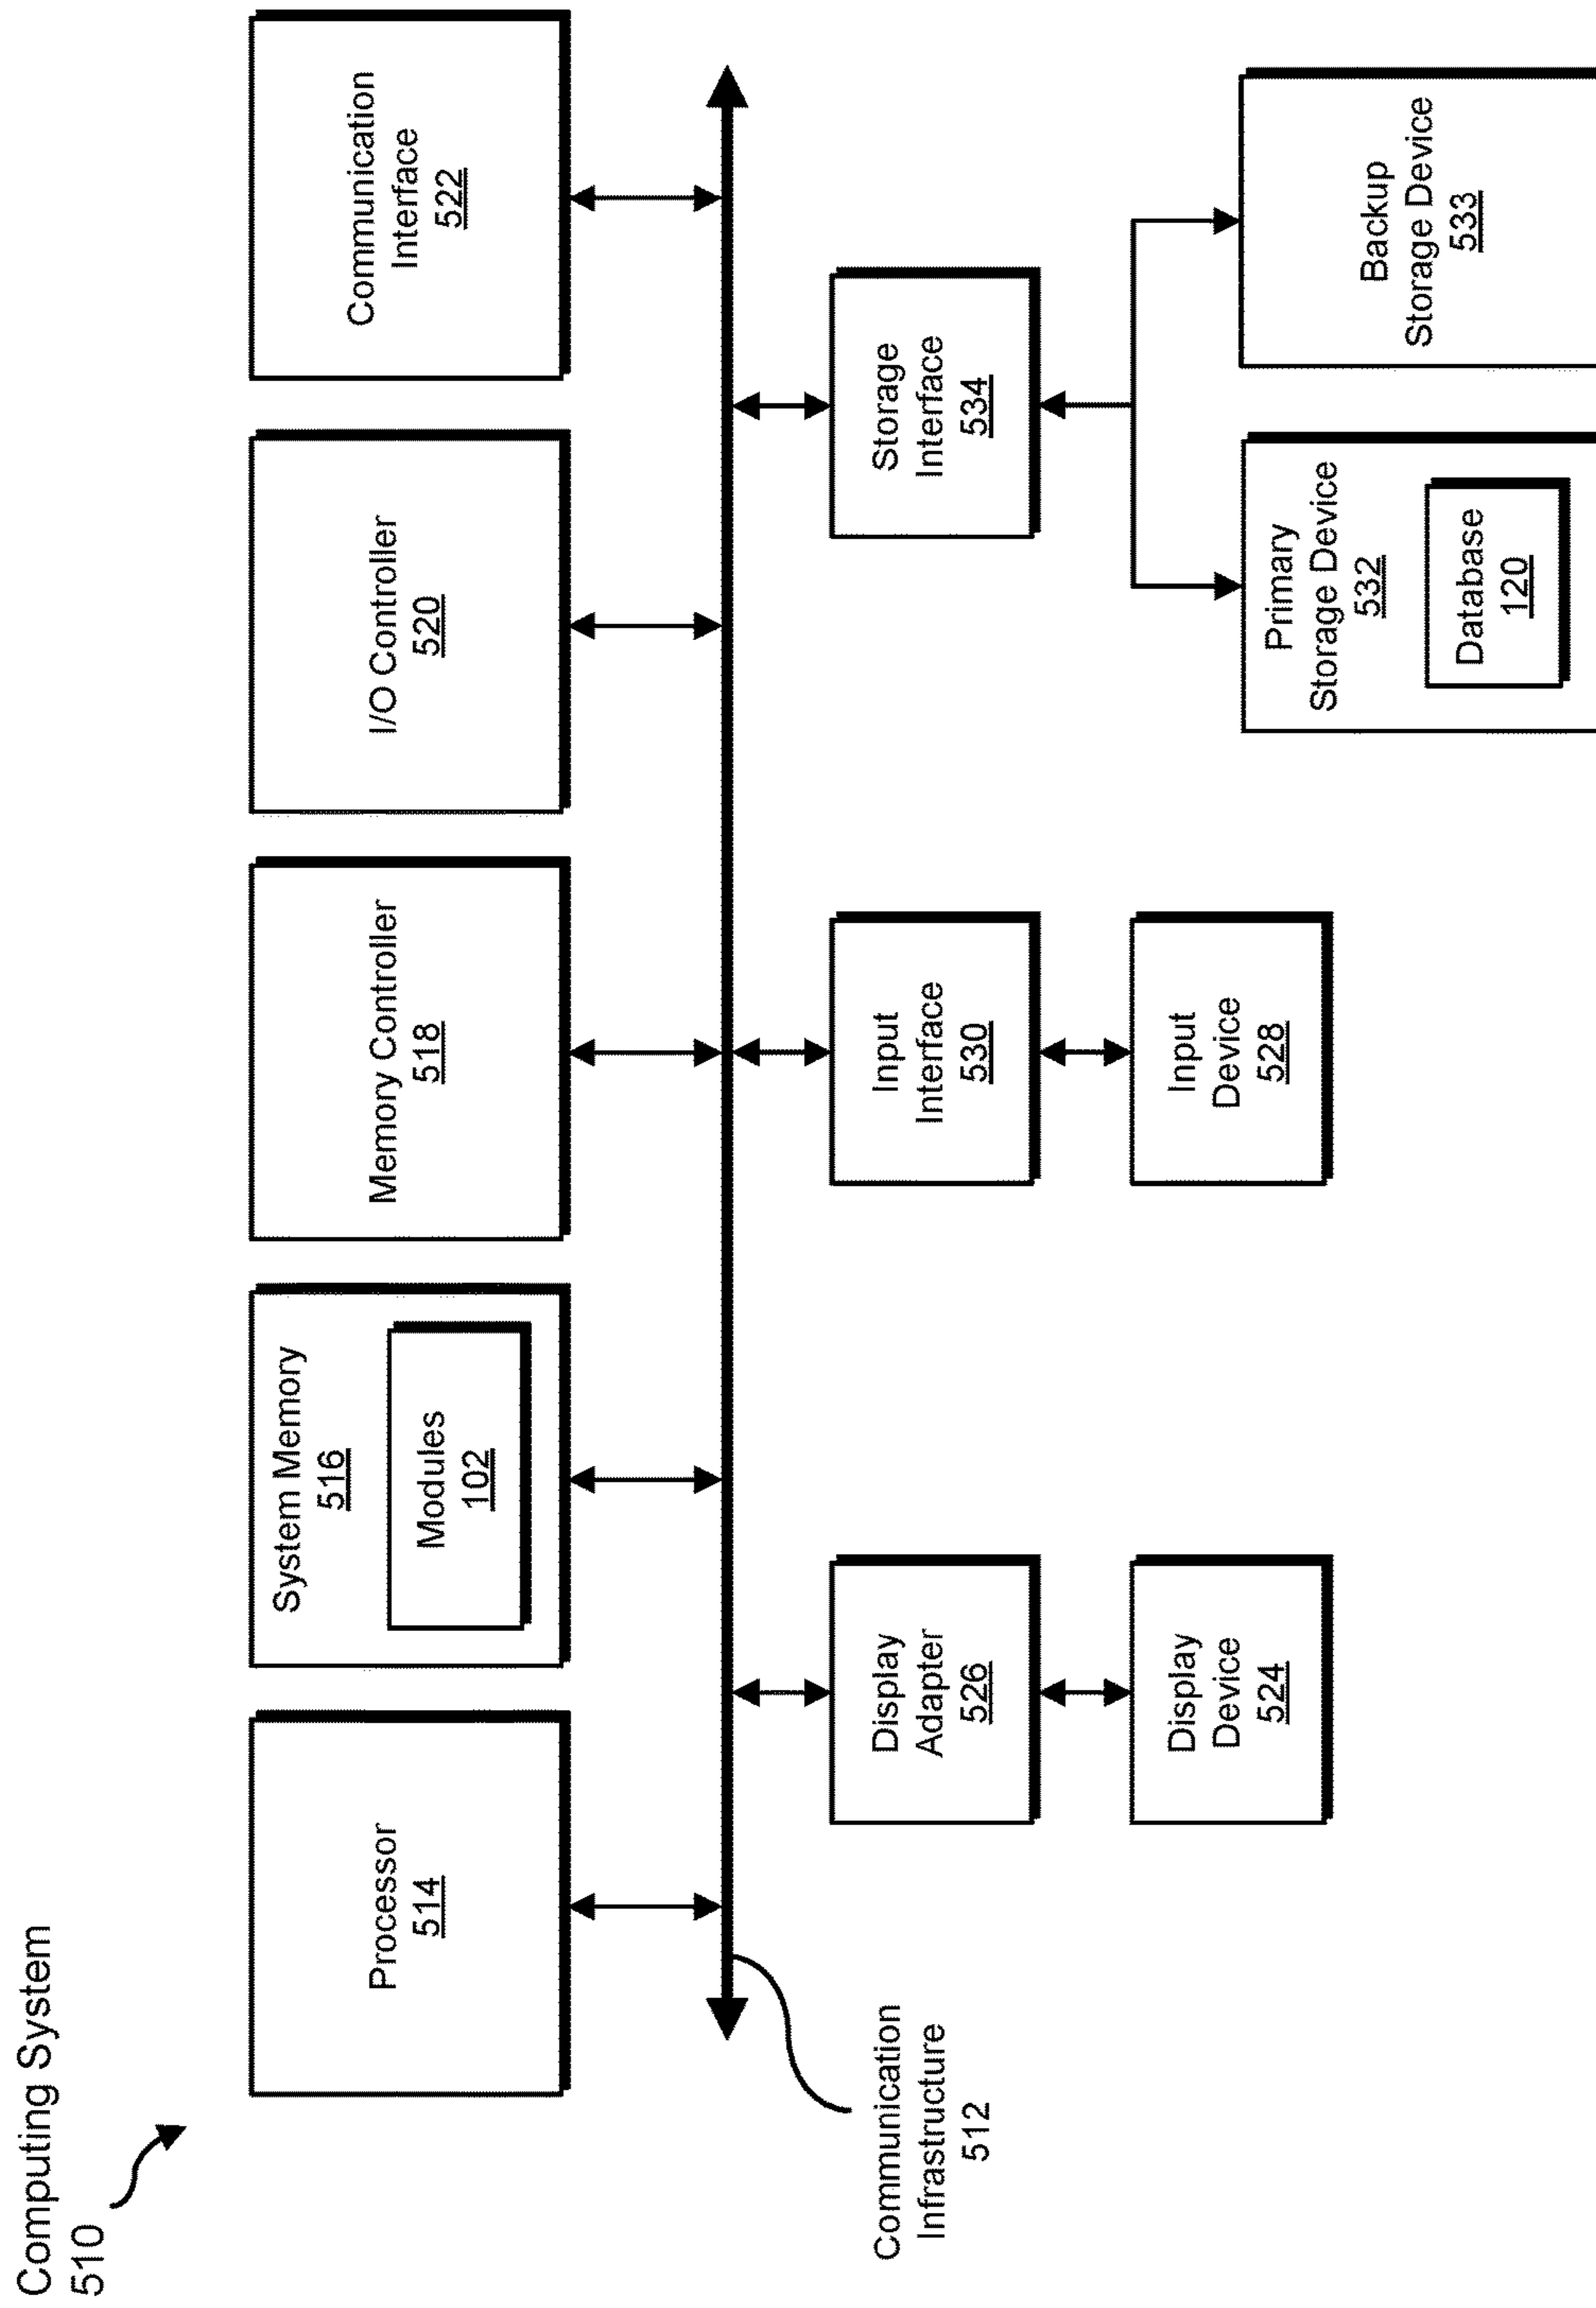 Computing System
510
Processor
514
System Memory
516
Modules
102
Memory Controller
518
I/O Controller
520
Communication
Interface
522
Communication
Infrastructure
512
Display
Adapter
526
Display
Device
524
Input
Interface
530
Input
Device
528
Storage
Interface
534
Primary
Storage Device
532
Database
120
Backup
Storage Device
533